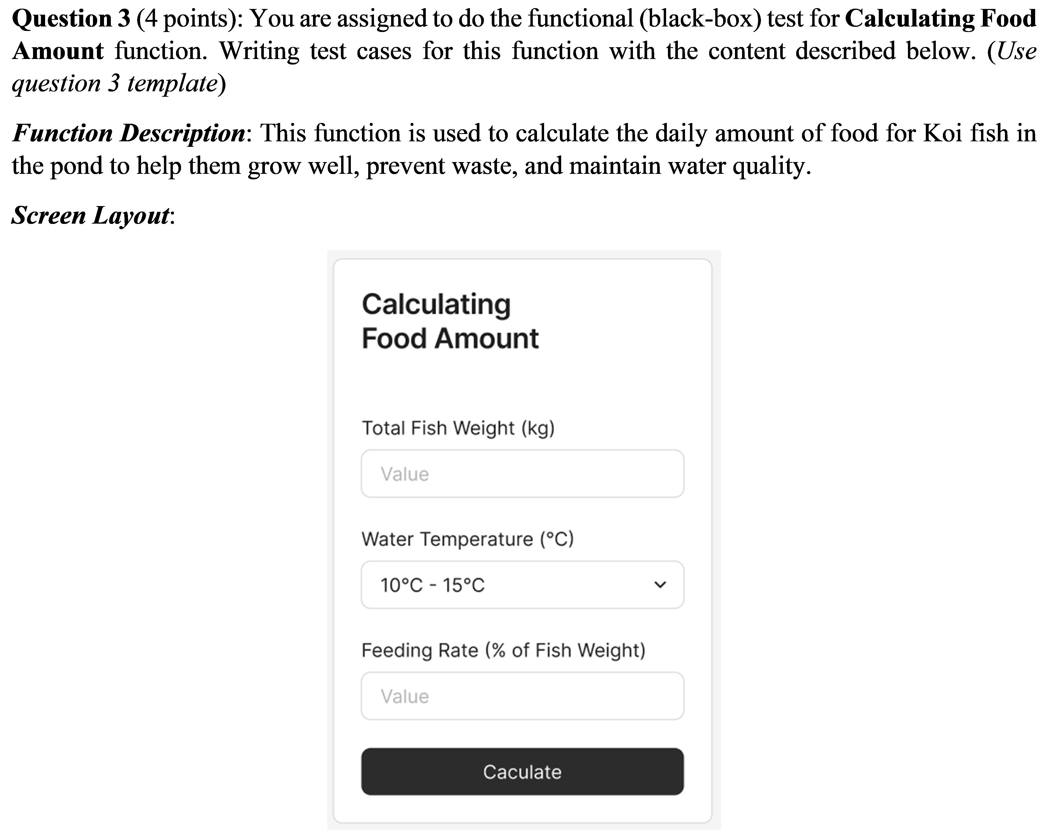 Question 3 (4 points): You are assigned to do the functional (black-box) test for Calculating Food
Amount function. Writing test cases for this function with the content described below. (Use
question 3 template)
Function Description: This function is used to calculate the daily amount of food for Koi fish in
the pond to help them grow well, prevent waste, and maintain water quality.
Screen Layout:
Calculating
Food Amount
Total Fish Weight (kg)
Value
Water Temperature (°C)
10°C - 15°C
Feeding Rate (% of Fish Weight)
Value
Caculate